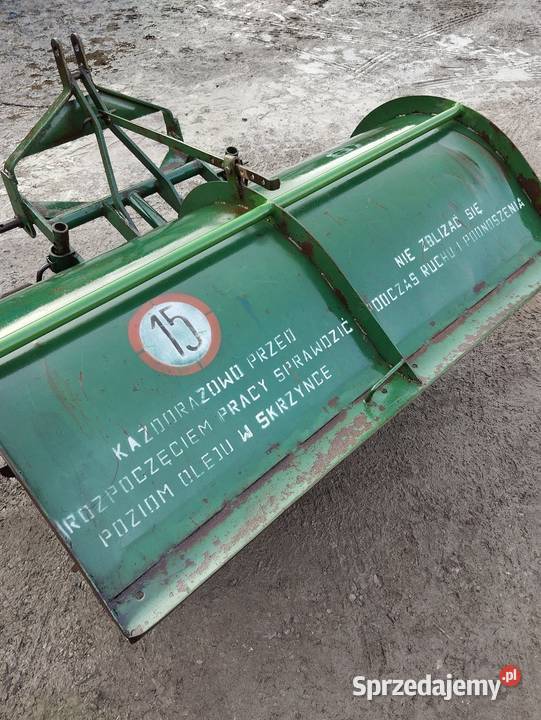 15
KAŻDORAZOWO PRZED
ROZPOCZĘCIEM PRACY SPRAWDZIĆ
POZIOM OLEJU W SKRZYNCE
NIE ZBLIŻAĆ SIĘ
PODCZAS RUCHU I PODNOSZENIA
Sprzedajemy.pl